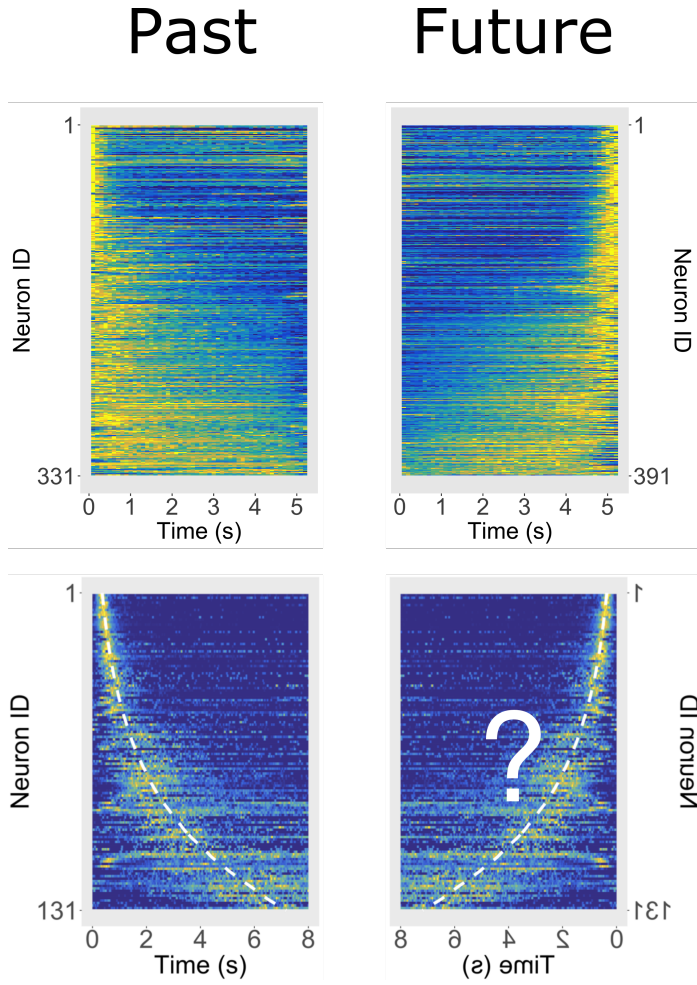 Past
Future
1
Neuron ID
331
0 1 2 3 4 5
Time (s)
1
Neuron ID
391
0 1 2 3 4 5
Time (s)
1
Neuron ID
131
0 2 4 6 8
Time (s)
?
1
Neuron ID
131
8 6 4 2 0
Time (s)